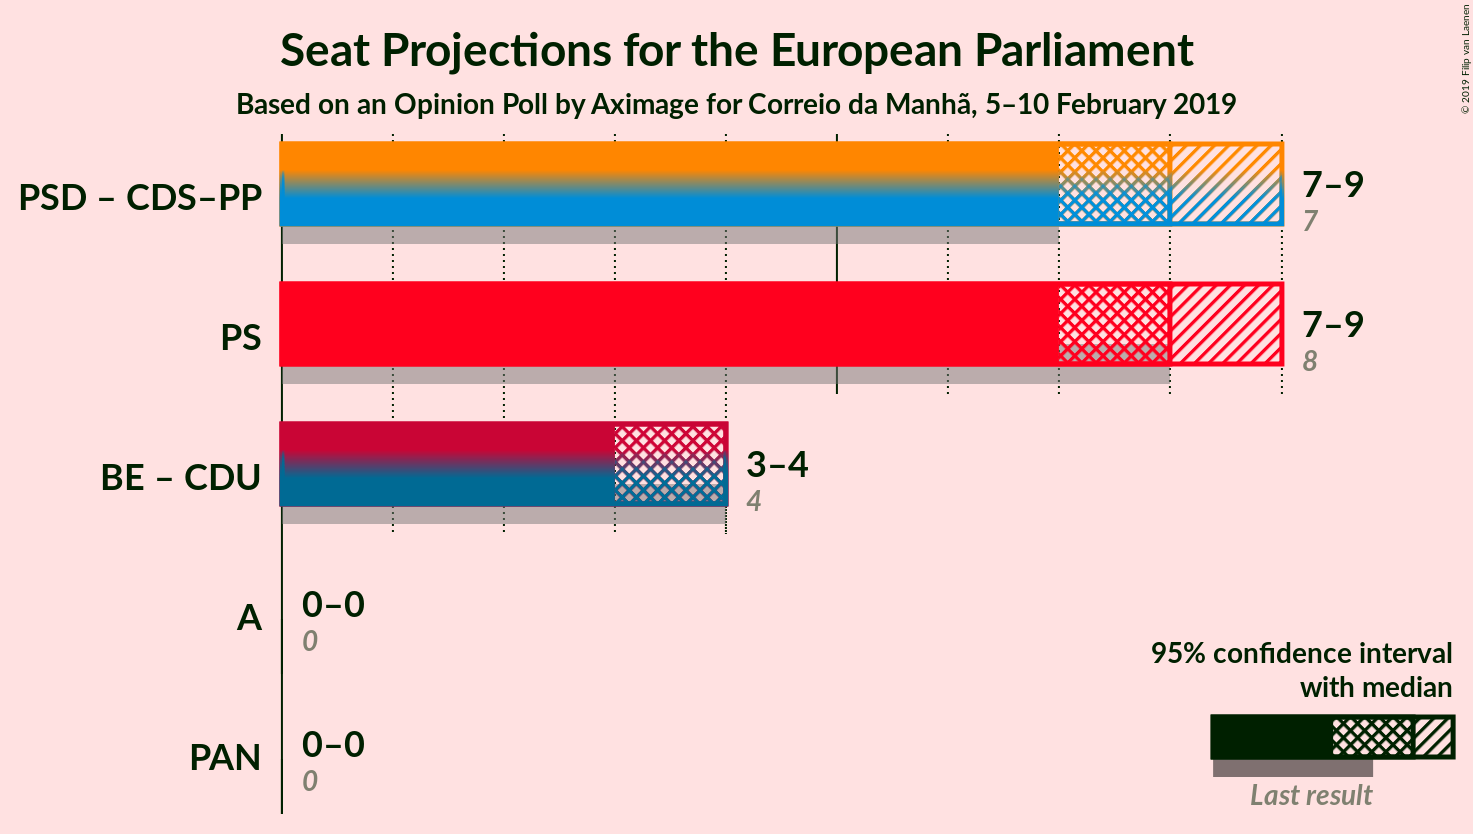 Seat Projections for the European Parliament
Based on an Opinion Poll by Aximage for Correio da Manhã, 5–10 February 2019
© 2019 Filip van Laenen
PSD – CDS–PP
7–9
7
PS
7–9
8
BE – CDU
3–4
4
A
0–0
0
PAN
0–0
0
95% confidence interval
with median
Last result